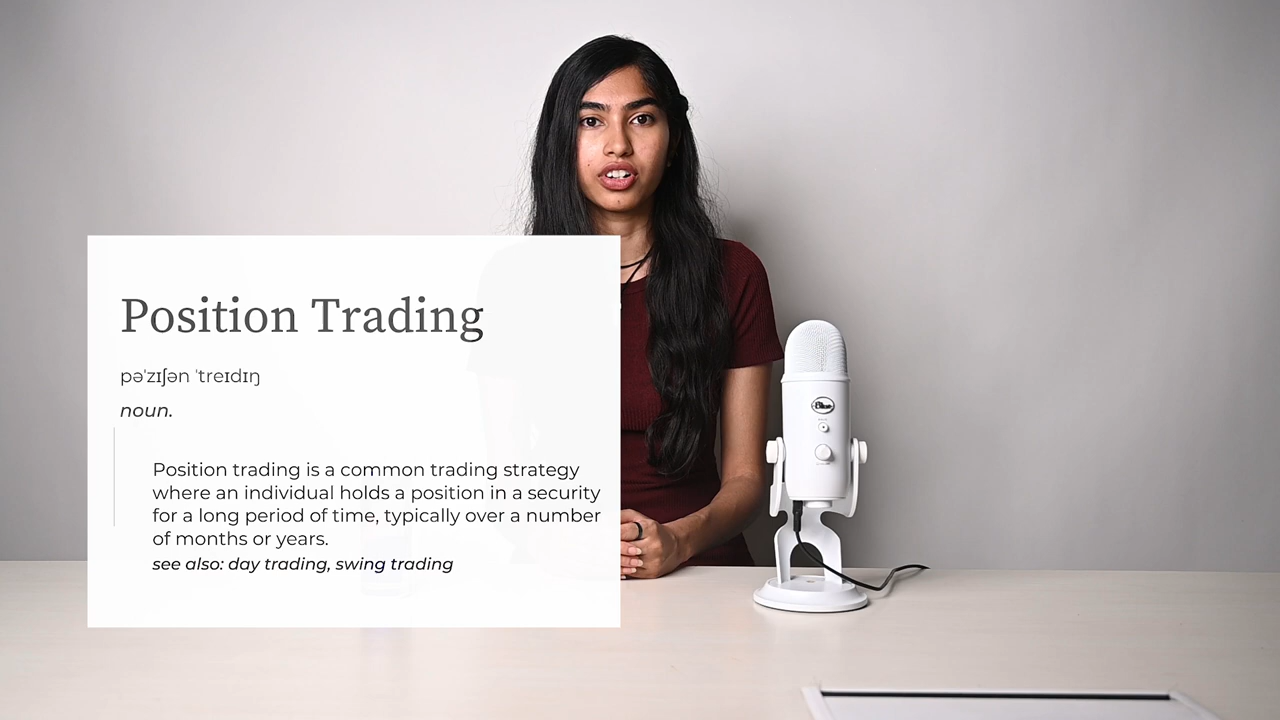 Position Trading
pəˈzɪʃən ˈtreɪdɪŋ
noun.
Position trading is a common trading strategy
where an individual holds a position in a security
for a long period of time, typically over a number
of months or years.
see also: day trading, swing trading
Blue